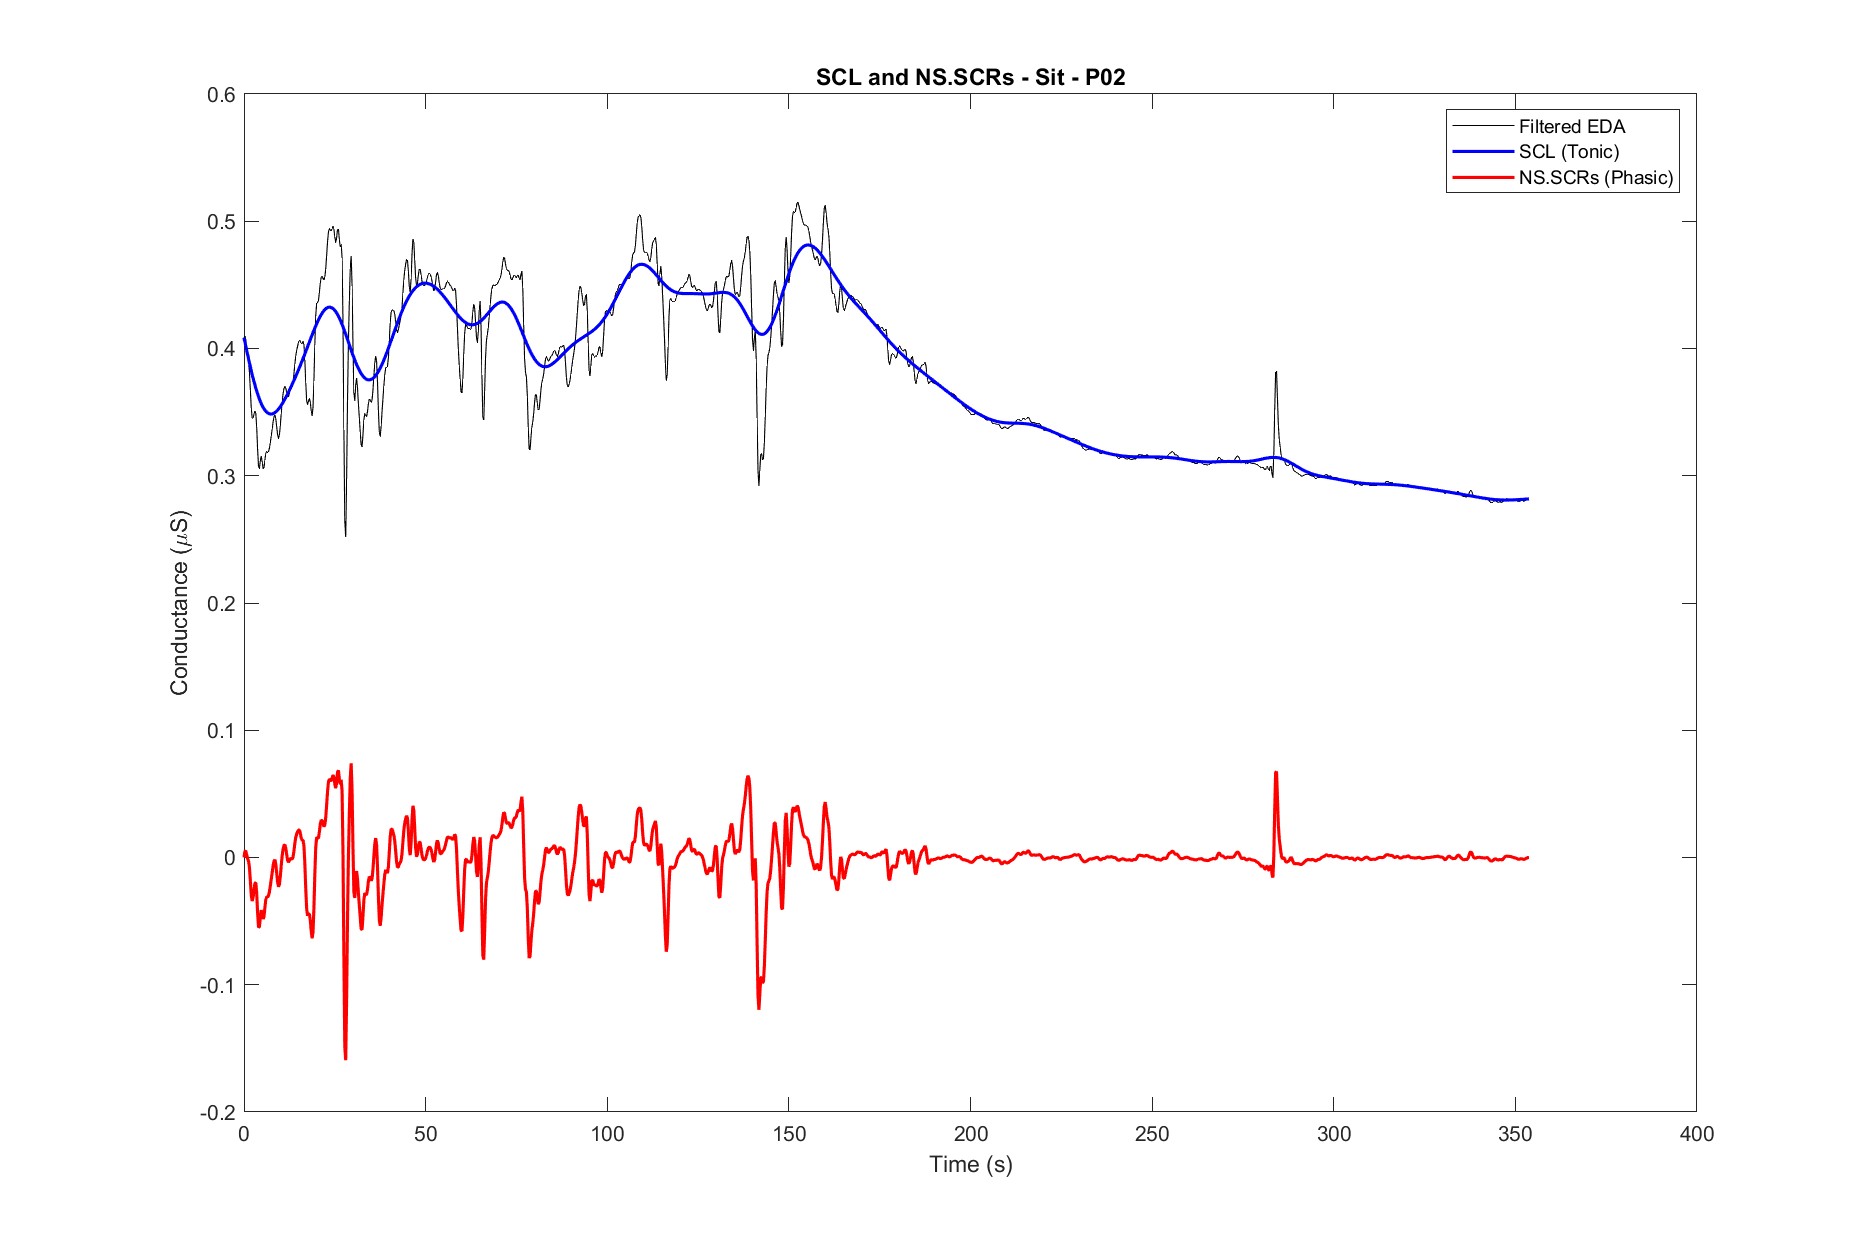 SCL and NS.SCRs - Sit - P02
Filtered EDA
SCL (Tonic)
NS.SCRs (Phasic)
0.6
0.5
0.4
0.3
0.2
0.1
0
-0.1
-0.2
Conductance (μS)
0 50 100 150 200 250 300 350 400
Time (s)